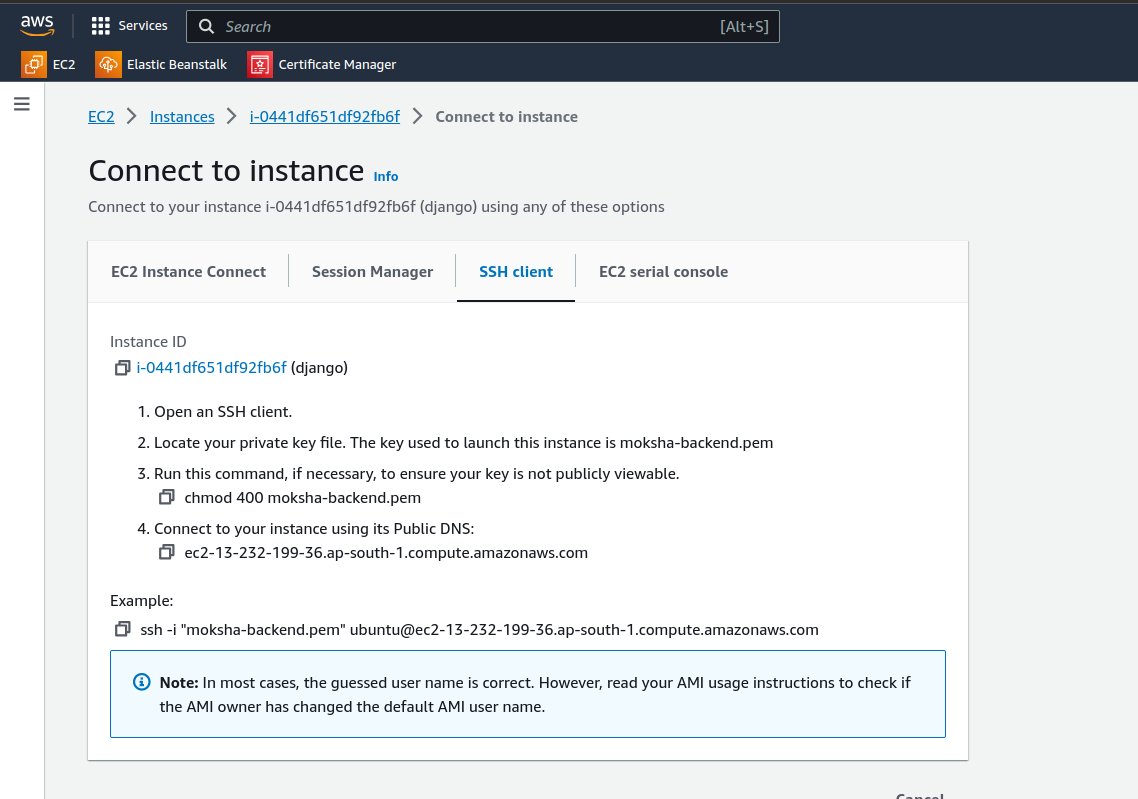 aws
Services
Search
[Alt+S]
EC2
Elastic Beanstalk
Certificate Manager
EC2 > Instances > i-0441df651df92fb6f > Connect to instance
Connect to instance Info
Connect to your instance i-0441df651df92fb6f (django) using any of these options
EC2 Instance Connect
Session Manager
SSH client
EC2 serial console
Instance ID
i-0441df651df92fb6f (django)
1. Open an SSH client.
2. Locate your private key file. The key used to launch this instance is moksha-backend.pem
3. Run this command, if necessary, to ensure your key is not publicly viewable.
chmod 400 moksha-backend.pem
4. Connect to your instance using its Public DNS:
ec2-13-232-199-36.ap-south-1.compute.amazonaws.com
Example:
ssh -i "moksha-backend.pem" ubuntu@ec2-13-232-199-36.ap-south-1.compute.amazonaws.com
Note: In most cases, the guessed user name is correct. However, read your AMI usage instructions to check if
the AMI owner has changed the default AMI user name.
Cancel